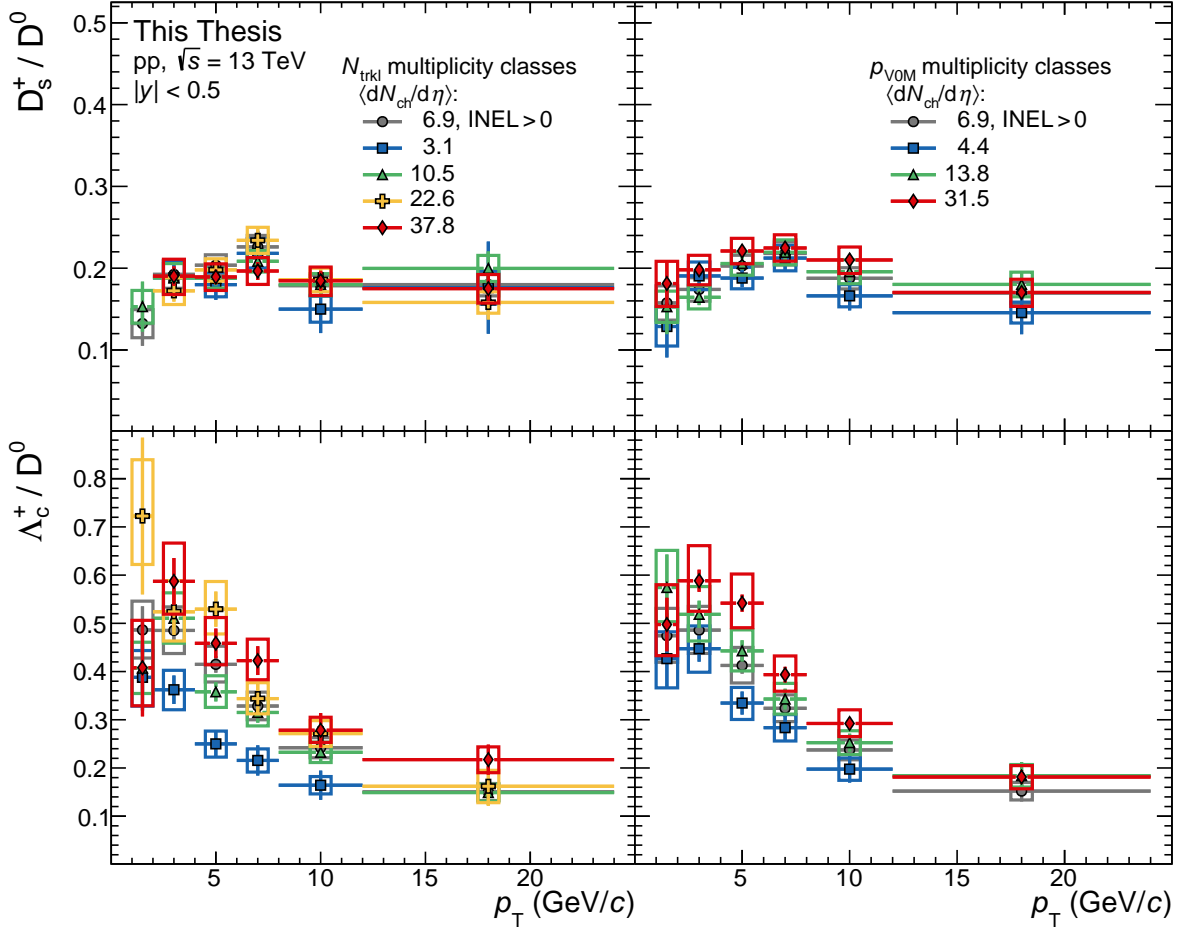 This Thesis
pp, √s = 13 TeV
|y| < 0.5
N_trkl multiplicity classes
⟨dN_ch/dη⟩:
6.9, INEL > 0
3.1
10.5
22.6
37.8
p_V0M multiplicity classes
⟨dN_ch/dη⟩:
6.9, INEL > 0
4.4
13.8
31.5
D_s^+ / D^0
0.5
0.4
0.3
0.2
0.1
Λ_c^+ / D^0
0.8
0.7
0.6
0.5
0.4
0.3
0.2
0.1
5 10 15 20
5 10 15 20
p_T (GeV/c)
p_T (GeV/c)